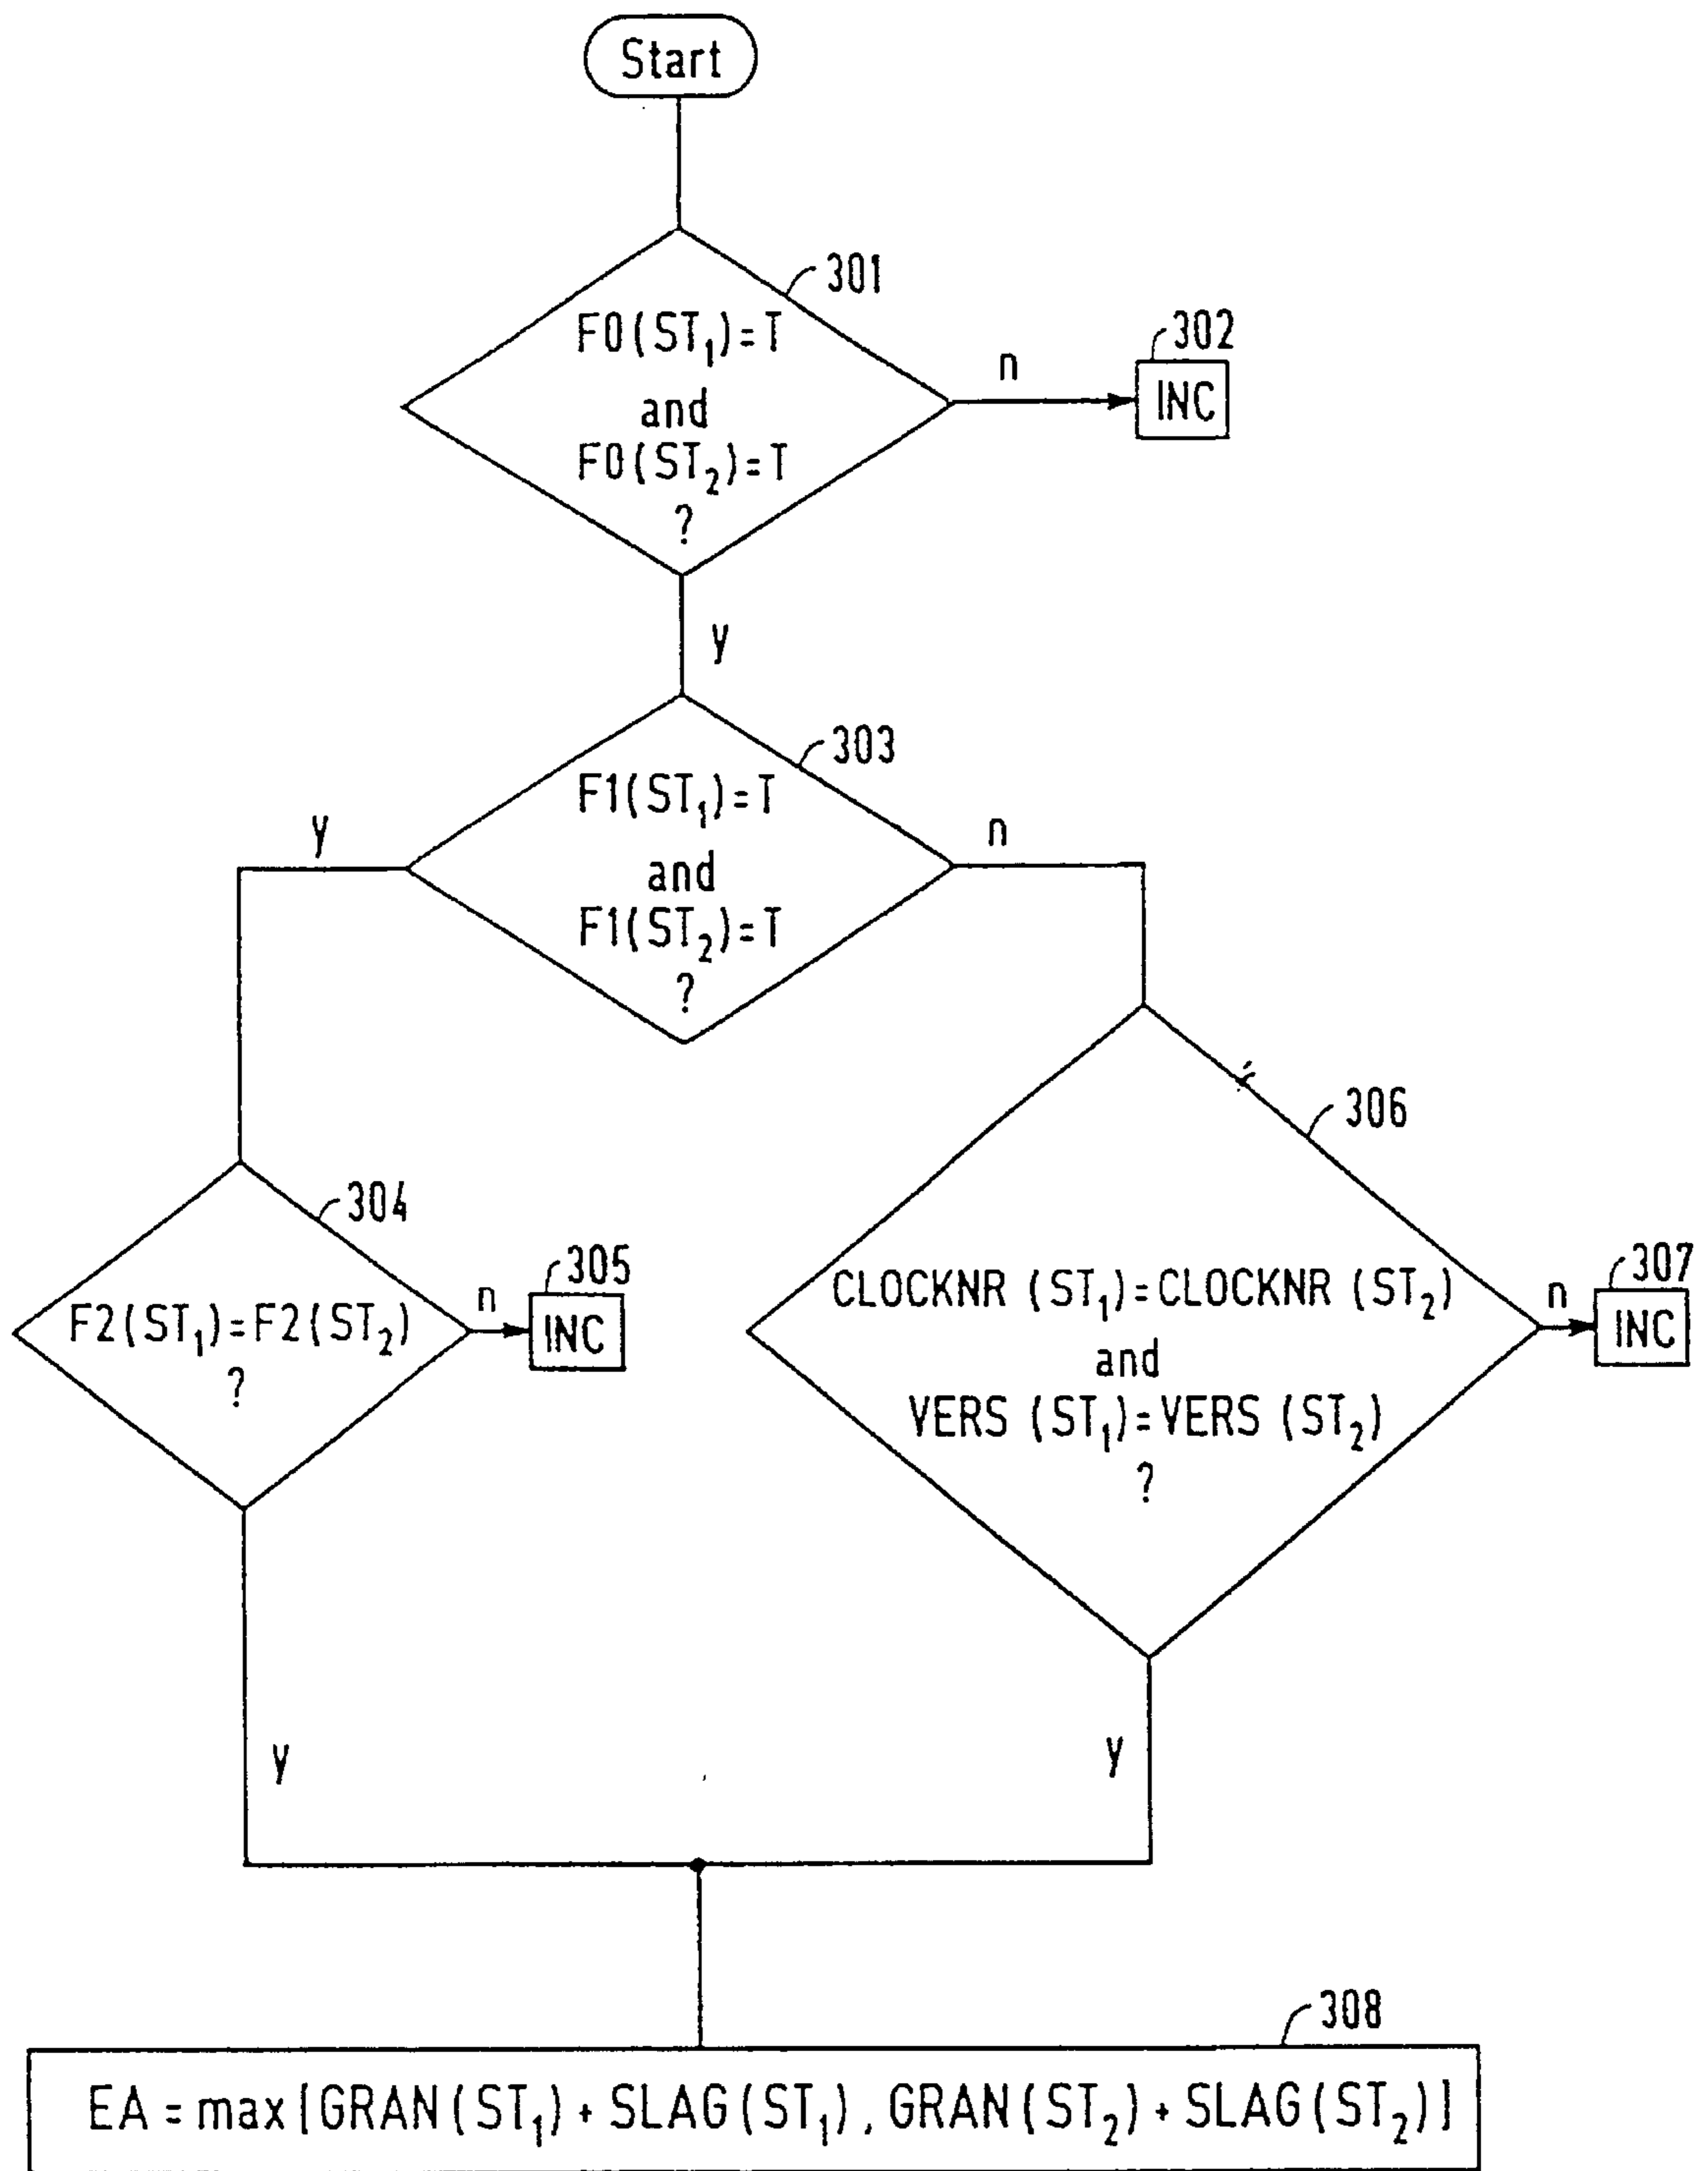 Start
301
F0(ST₁)=T
and
F0(ST₂)=T
?
n
302
INC
y
303
F1(ST₁)=T
and
F1(ST₂)=T
?
y
n
304
F2(ST₁)=F2(ST₂)
?
n
305
INC
306
CLOCKNR (ST₁)=CLOCKNR (ST₂)
and
VERS (ST₁)=VERS (ST₂)
?
n
307
INC
y
y
308
EA = max[GRAN(ST₁) + SLAG(ST₁), GRAN(ST₂) + SLAG(ST₂)]